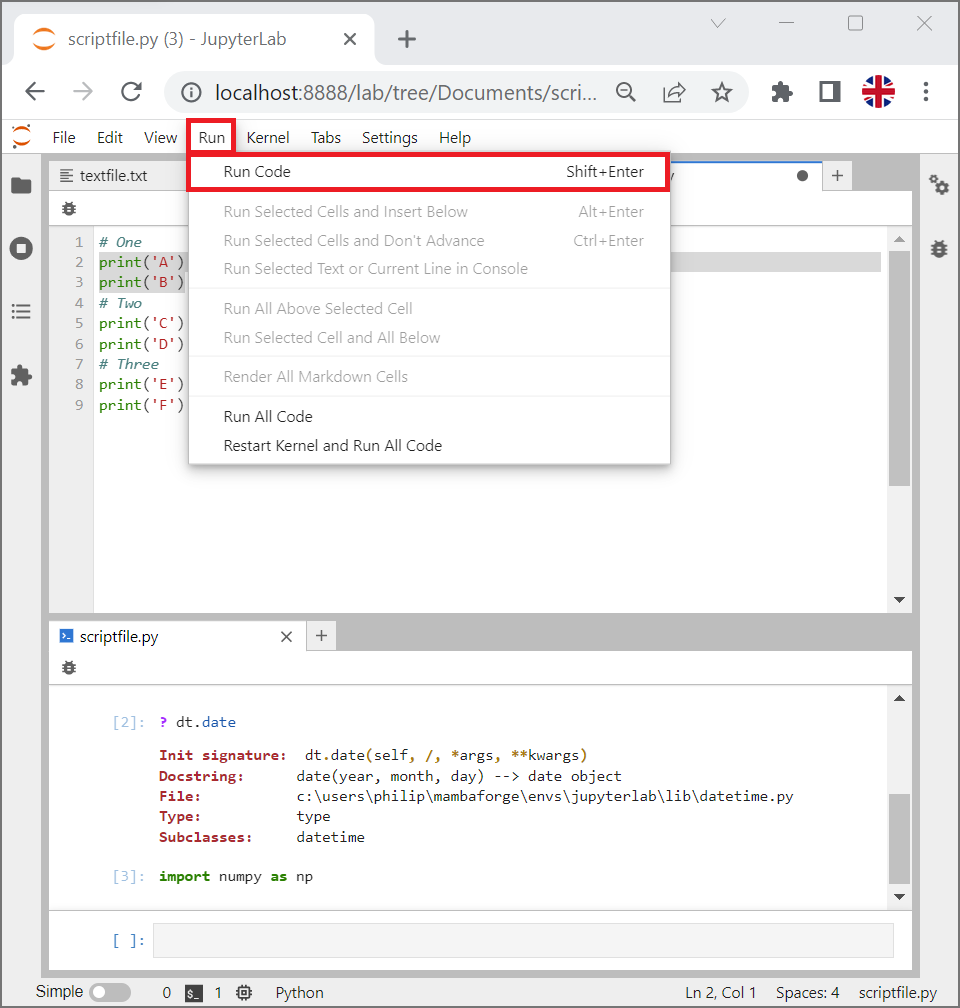 scriptfile.py (3) - JupyterLab
localhost:8888/lab/tree/Documents/scri...
File Edit View Run Kernel Tabs Settings Help
textfile.txt
Run Code Shift+Enter
Run Selected Cells and Insert Below Alt+Enter
Run Selected Cells and Don't Advance Ctrl+Enter
Run Selected Text or Current Line in Console
Run All Above Selected Cell
Run Selected Cell and All Below
Render All Markdown Cells
Run All Code
Restart Kernel and Run All Code
1 # One
2 print('A')
3 print('B')
4 # Two
5 print('C')
6 print('D')
7 # Three
8 print('E')
9 print('F')
scriptfile.py
[2]: ? dt.date
Init signature: dt.date(self, /, *args, **kwargs)
Docstring: date(year, month, day) --> date object
File: c:\users\philip\mambaforge\envs\jupyterlab\lib\datetime.py
Type: type
Subclasses: datetime
[3]: import numpy as np
[ ]:
Simple 0 1 Python Ln 2, Col 1 Spaces: 4 scriptfile.py